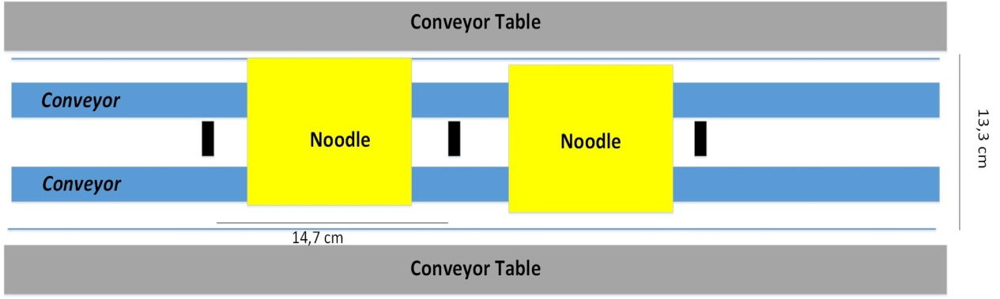 Conveyor Table
Conveyor
Noodle
Noodle
Conveyor
14,7 cm
13,3 cm
Conveyor Table